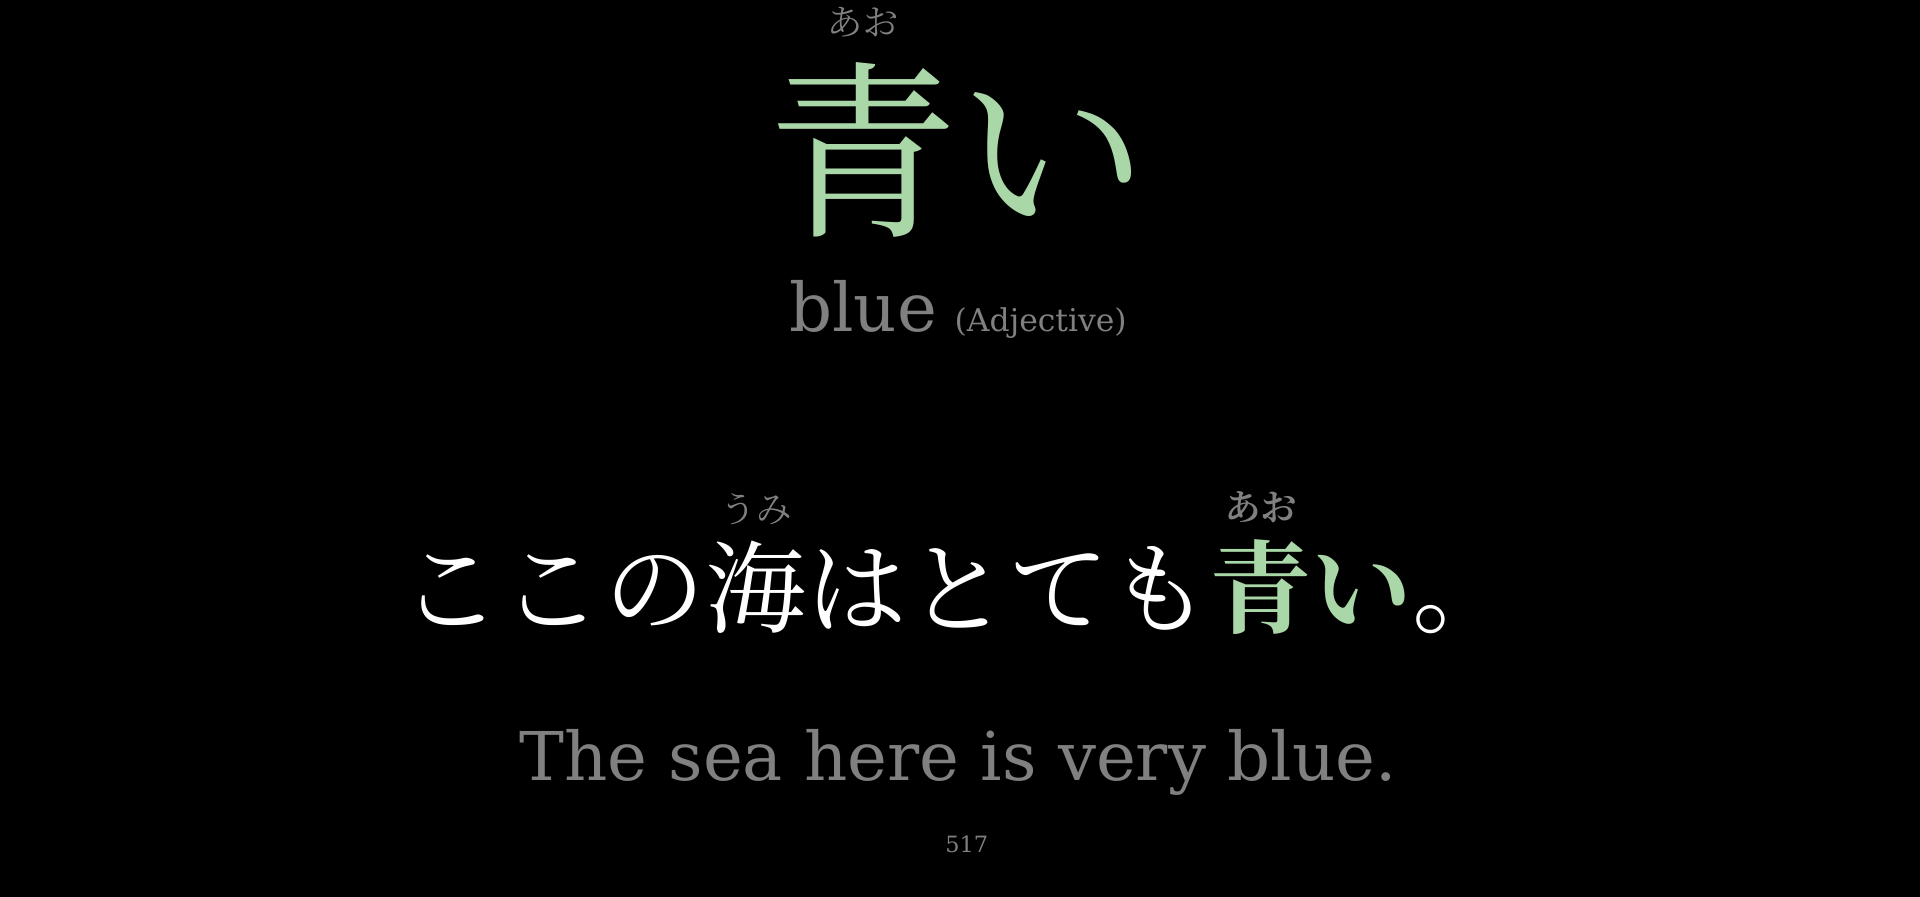 あお
青い
blue (Adjective)
うみ あお
ここの海はとても青い。
The sea here is very blue.
517